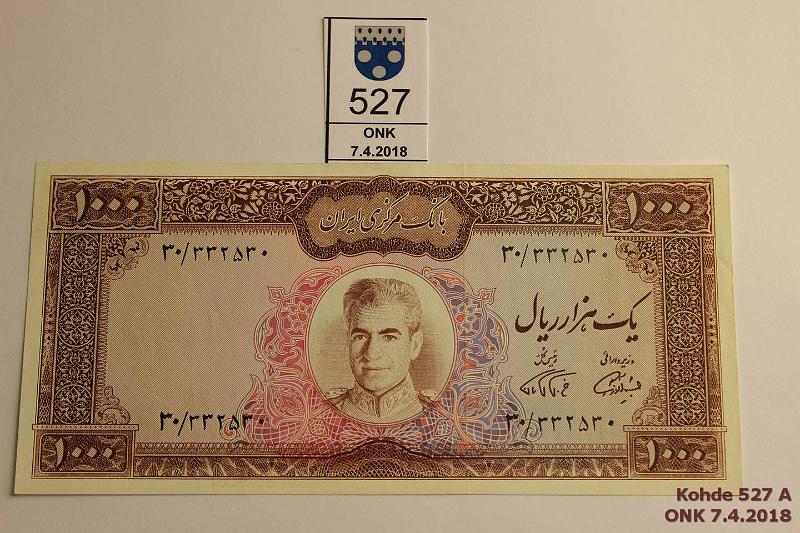 527
ONK
7.4.2018
۱۰۰۰ ۱۰۰۰
بانک مرکزی ایران
۳۰/۳۳۲۵۳۰ ۳۰/۳۳۲۵۳۰
یک هزار ریال
وزیر دارائی رئیس کل
۳۰/۳۳۲۵۳۰ ۳۰/۳۳۲۵۳۰
۱۰۰۰ ۱۰۰۰
Kohde 527 A
ONK 7.4.2018